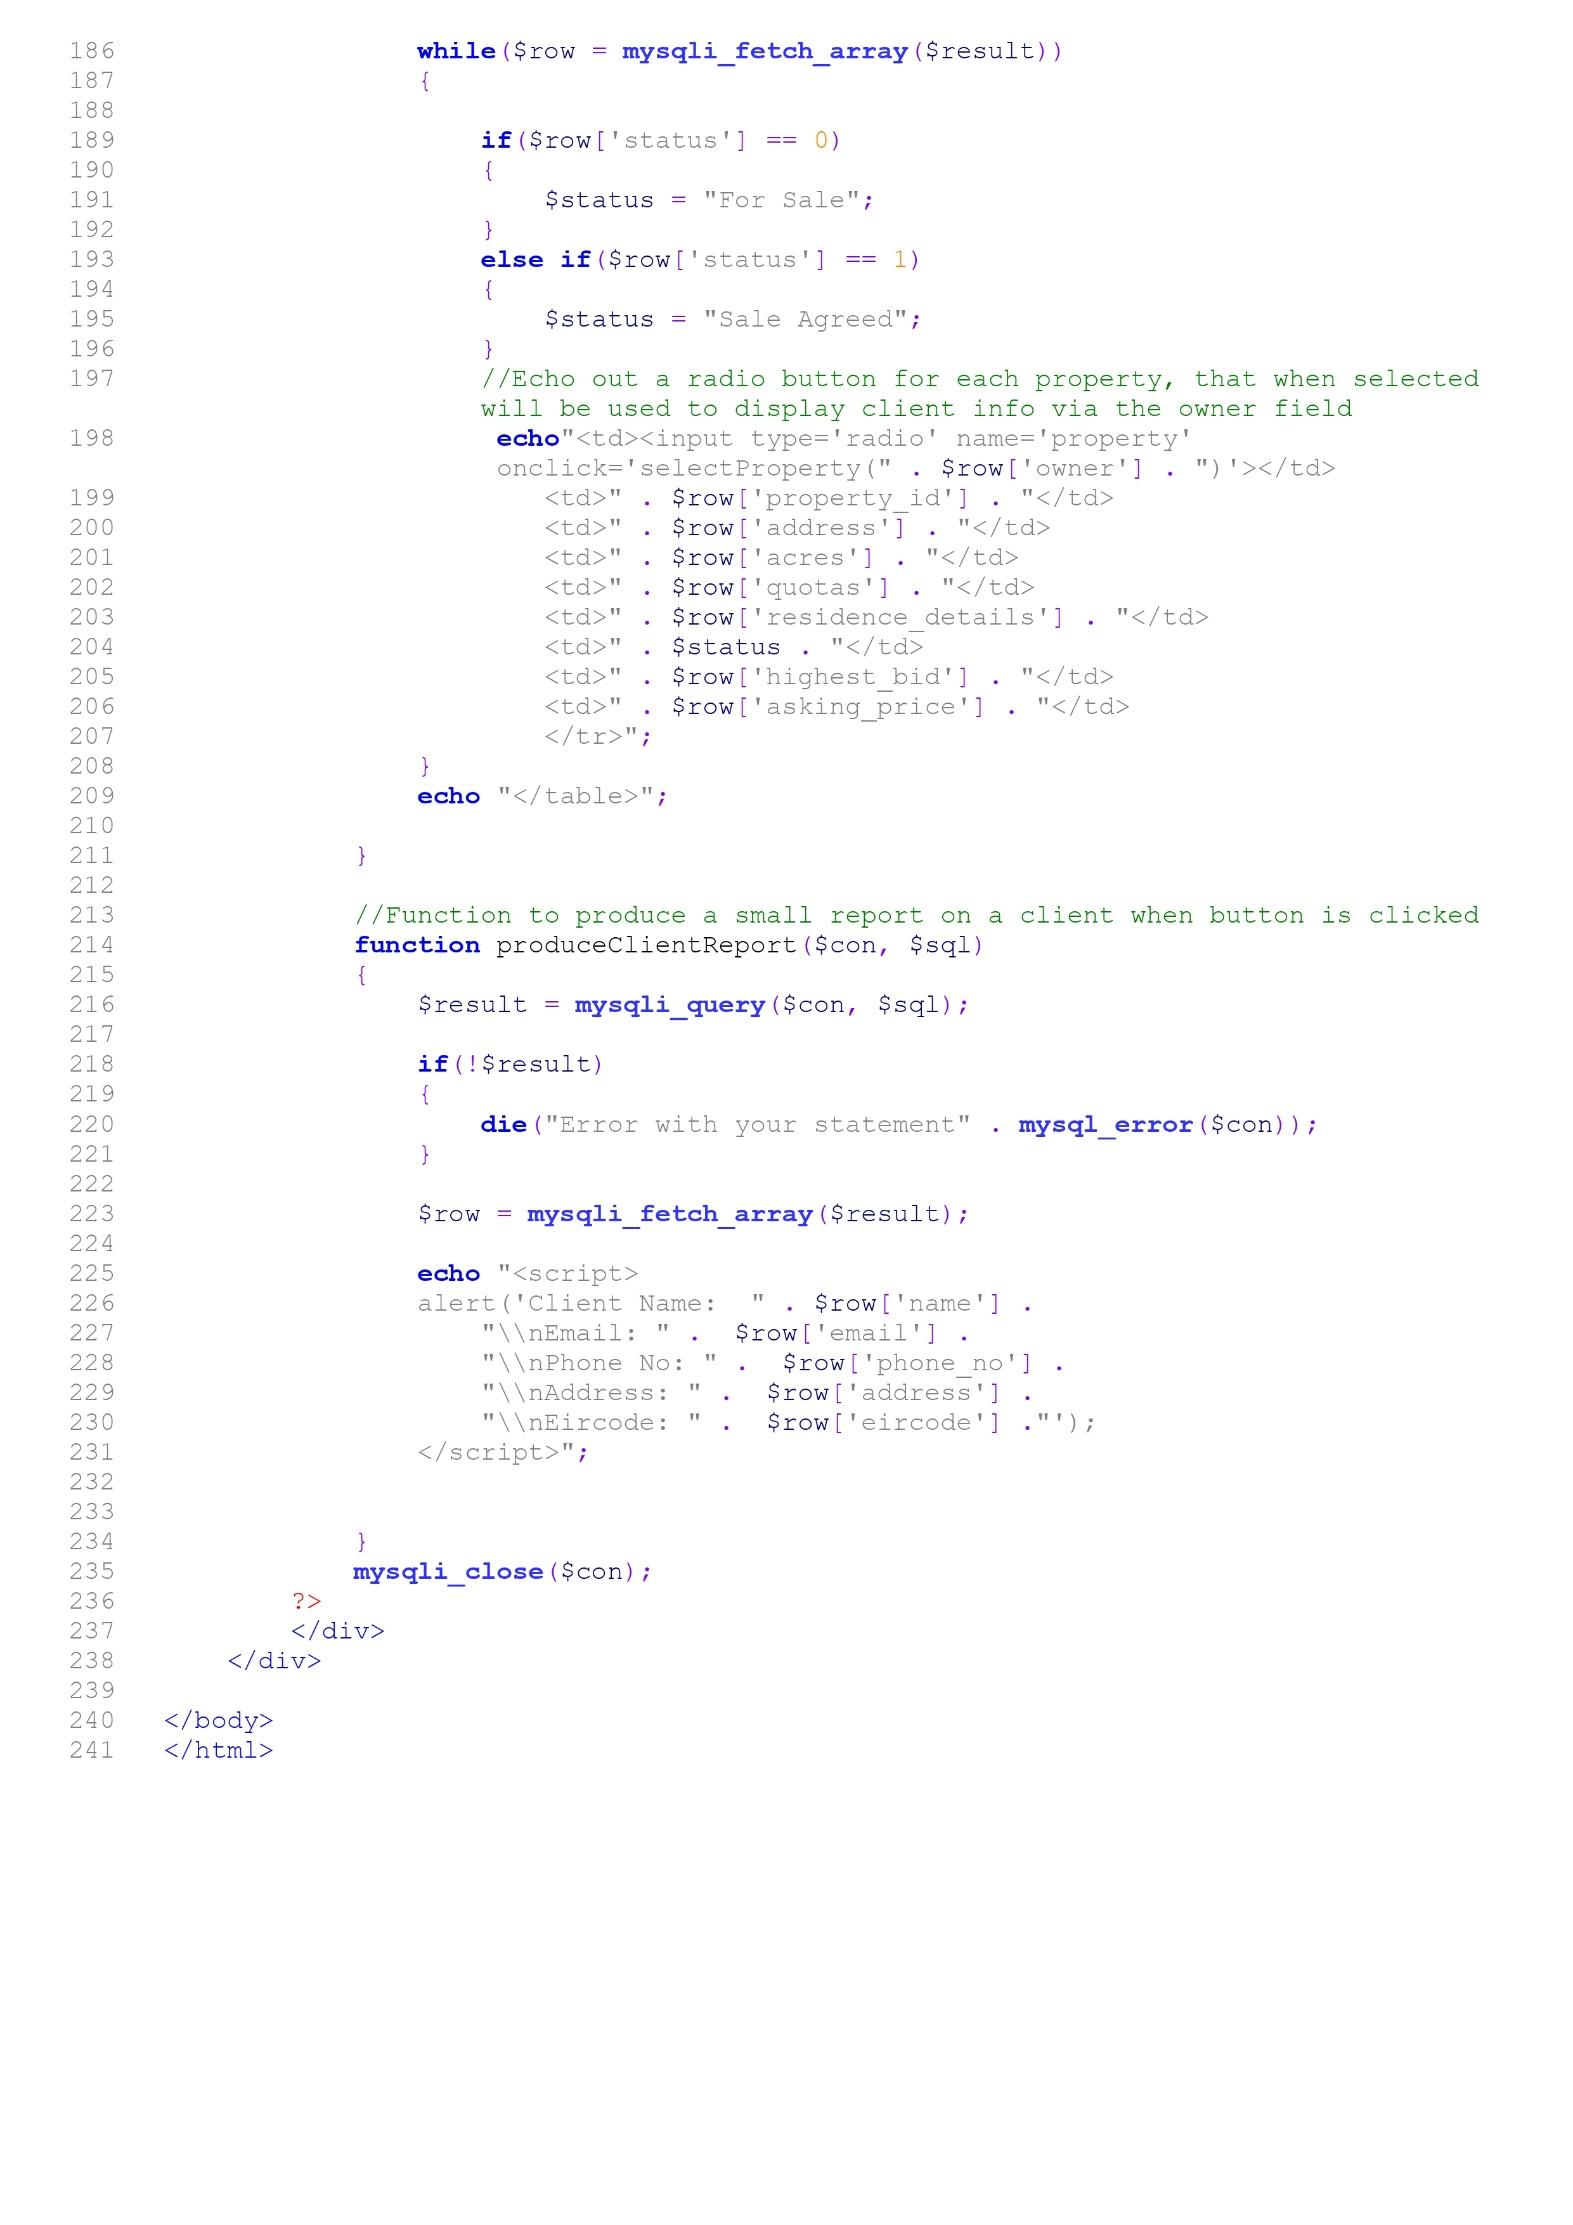 186 while($row = mysqli_fetch_array($result))
187 {
188
189 if($row['status'] == 0)
190 {
191 $status = "For Sale";
192 }
193 else if($row['status'] == 1)
194 {
195 $status = "Sale Agreed";
196 }
197 //Echo out a radio button for each property, that when selected
will be used to display client info via the owner field
198 echo"<td><input type='radio' name='property'
onclick='selectProperty(" . $row['owner'] . ")'></td>
199 <td>" . $row['property_id'] . "</td>
200 <td>" . $row['address'] . "</td>
201 <td>" . $row['acres'] . "</td>
202 <td>" . $row['quotas'] . "</td>
203 <td>" . $row['residence_details'] . "</td>
204 <td>" . $status . "</td>
205 <td>" . $row['highest_bid'] . "</td>
206 <td>" . $row['asking_price'] . "</td>
207 </tr>";
208 }
209 echo "</table>";
210
211 }
212
213 //Function to produce a small report on a client when button is clicked
214 function produceClientReport($con, $sql)
215 {
216 $result = mysqli_query($con, $sql);
217
218 if(!$result)
219 {
220 die("Error with your statement" . mysql_error($con));
221 }
222
223 $row = mysqli_fetch_array($result);
224
225 echo "<script>
226 alert('Client Name:  " . $row['name'] .
227 "\\nEmail: " .  $row['email'] .
228 "\\nPhone No: " .  $row['phone_no'] .
229 "\\nAddress: " .  $row['address'] .
230 "\\nEircode: " .  $row['eircode'] ."');
231 </script>";
232
233
234 }
235 mysqli_close($con);
236 ?>
237 </div>
238 </div>
239
240 </body>
241 </html>